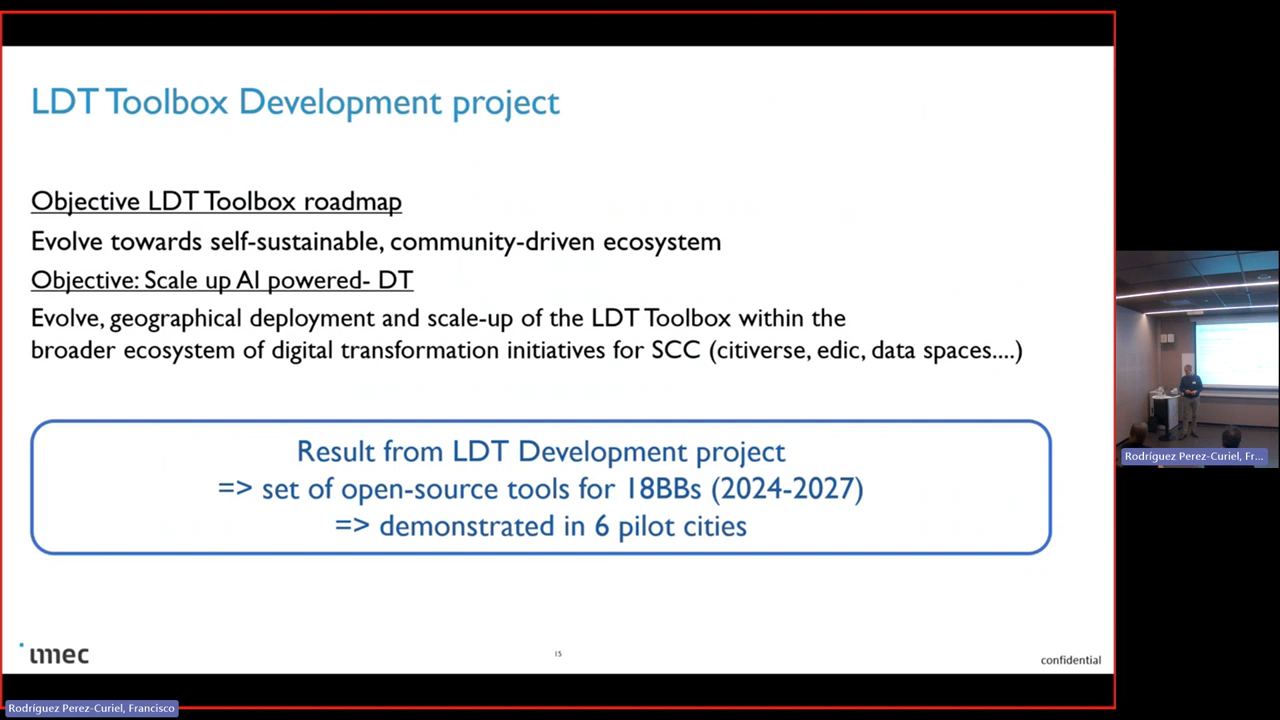 LDT Toolbox Development project
Objective LDT Toolbox roadmap
Evolve towards self-sustainable, community-driven ecosystem
Objective: Scale up AI powered- DT
Evolve, geographical deployment and scale-up of the LDT Toolbox within the
broader ecosystem of digital transformation initiatives for SCC (citiverse, edic, data spaces....)
Result from LDT Development project
=> set of open-source tools for 18BBs (2024-2027)
=> demonstrated in 6 pilot cities
imec
15
confidential
Rodríguez Perez-Curiel, Francisco
Rodríguez Perez-Curiel, Fr...